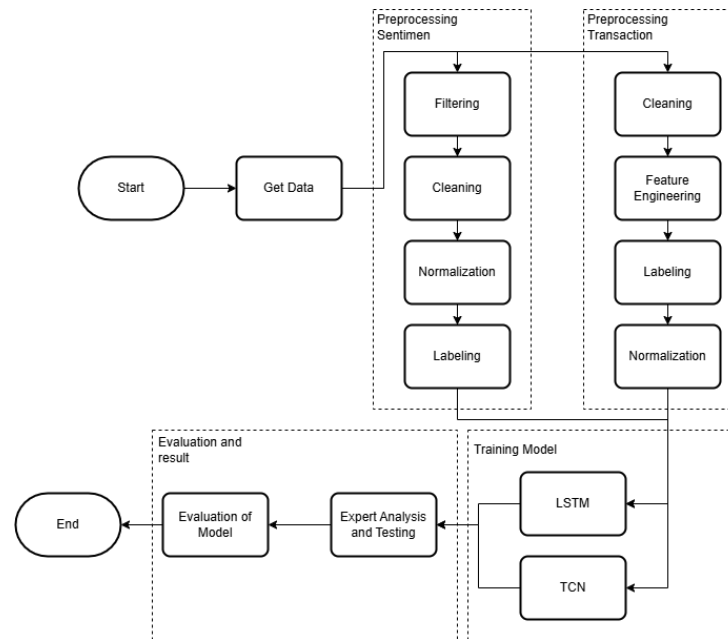 Preprocessing
Sentimen
Preprocessing
Transaction
Filtering
Cleaning
Start
Get Data
Cleaning
Feature
Engineering
Normalization
Labeling
Labeling
Normalization
Evaluation and
result
Training Model
LSTM
End
Evaluation of
Model
Expert Analysis
and Testing
TCN